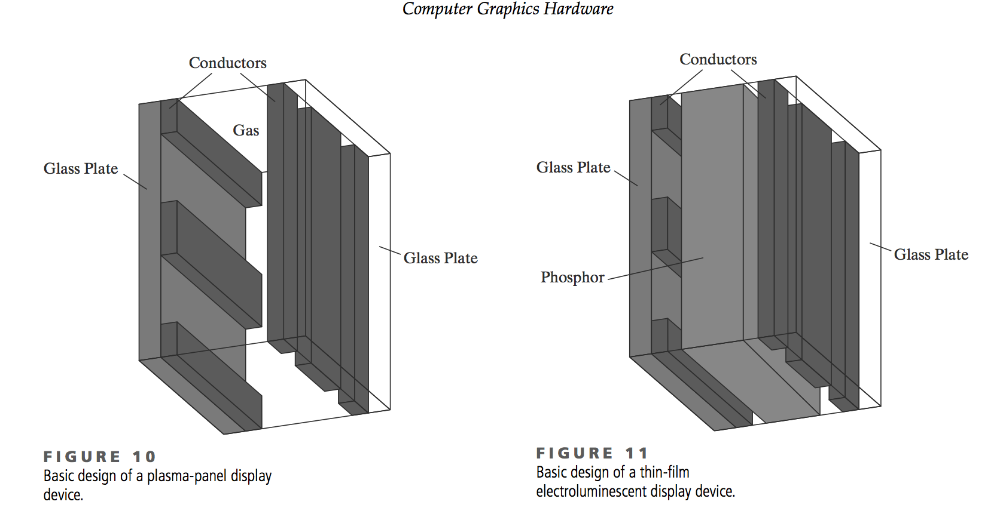 Computer Graphics Hardware
Conductors
Gas
Glass Plate
Glass Plate
FIGURE 10
Basic design of a plasma-panel display
device.
Conductors
Glass Plate
Phosphor
Glass Plate
FIGURE 11
Basic design of a thin-film
electroluminescent display device.